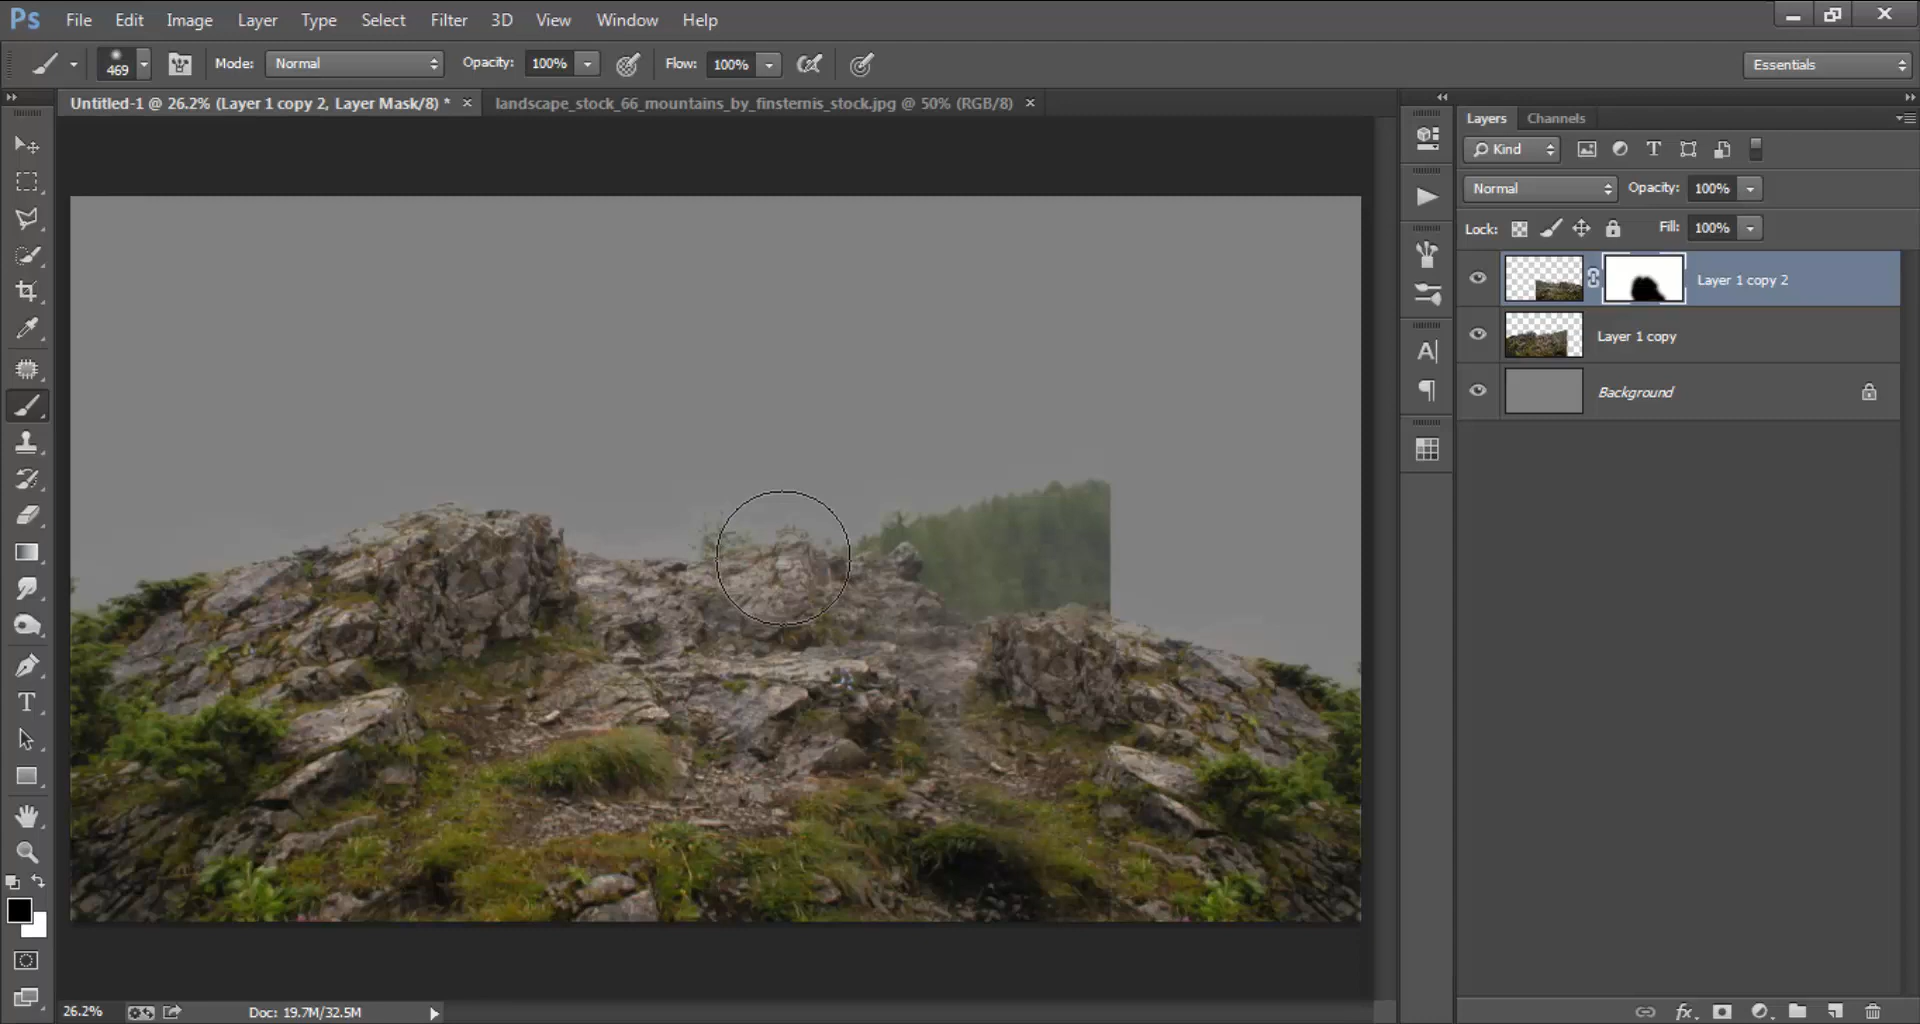 Ps File Edit Image Layer Type Select Filter 3D View Window Help
469 Mode: Normal Opacity: 100% Flow: 100% Essentials
Untitled-1 @ 26.2% (Layer 1 copy 2, Layer Mask/8) * × landscape_stock_66_mountains_by_finsternis_stock.jpg @ 50% (RGB/8) ×
Layers Channels
Kind
Normal Opacity: 100%
Lock: Fill: 100%
Layer 1 copy 2
Layer 1 copy
Background
26.2% Doc: 19.7M/32.5M